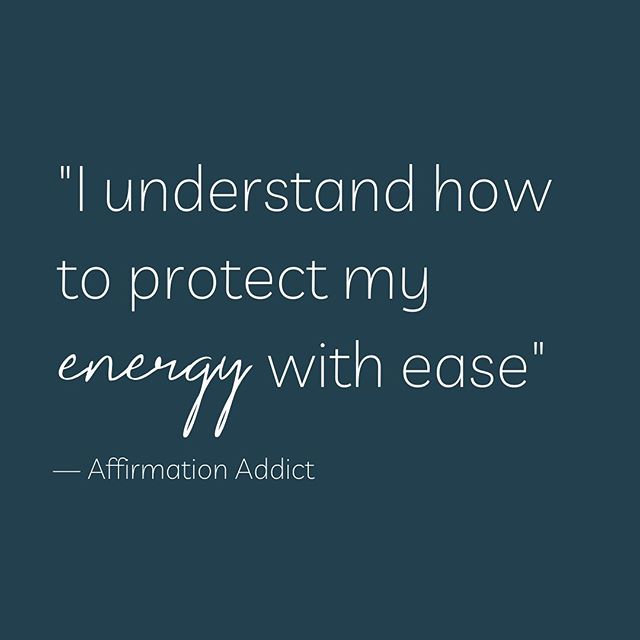 "I understand how
to protect my
energy with ease"
— Affirmation Addict